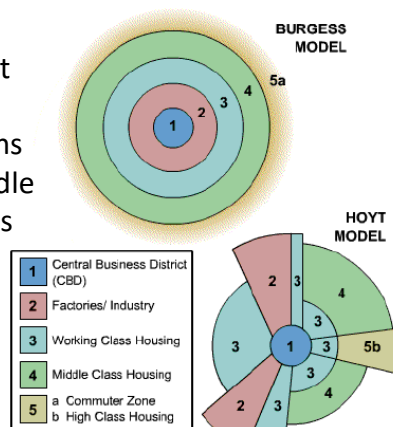 t
ns
dle
s
BURGESS
MODEL
1
2
3
4
5a
HOYT
MODEL
1 Central Business District
(CBD)
2 Factories/ Industry
3 Working Class Housing
4 Middle Class Housing
5 a Commuter Zone
b High Class Housing
2
3
4
3
3
5b
3
1
3
4
2
3